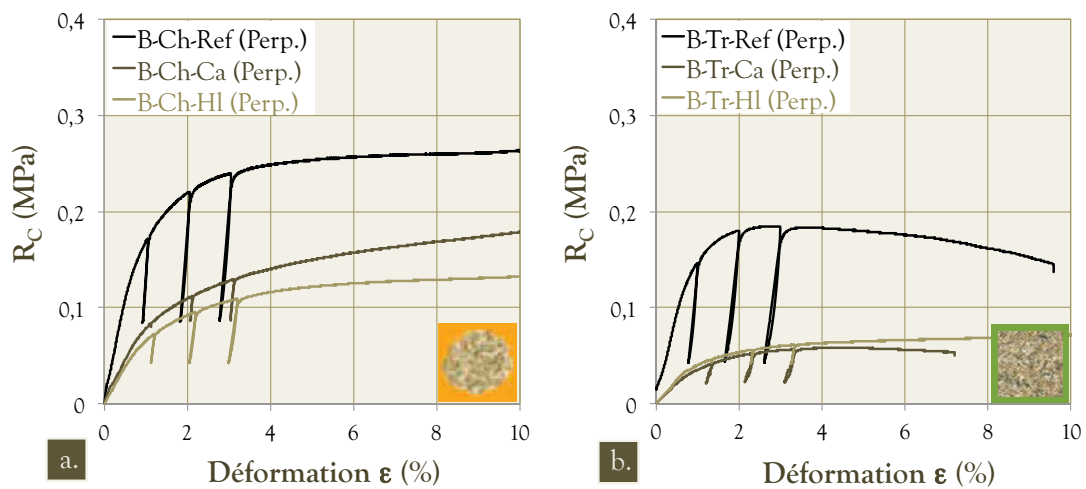 0,4
B-Ch-Ref (Perp.)
B-Ch-Ca (Perp.)
B-Ch-Hl (Perp.)
0,3
0,2
0,1
0
R_C (MPa)
0 2 4 6 8 10
a.
Déformation ε (%)
0,4
B-Tr-Ref (Perp.)
B-Tr-Ca (Perp.)
B-Tr-Hl (Perp.)
0,3
0,2
0,1
0
R_C (MPa)
0 2 4 6 8 10
b.
Déformation ε (%)